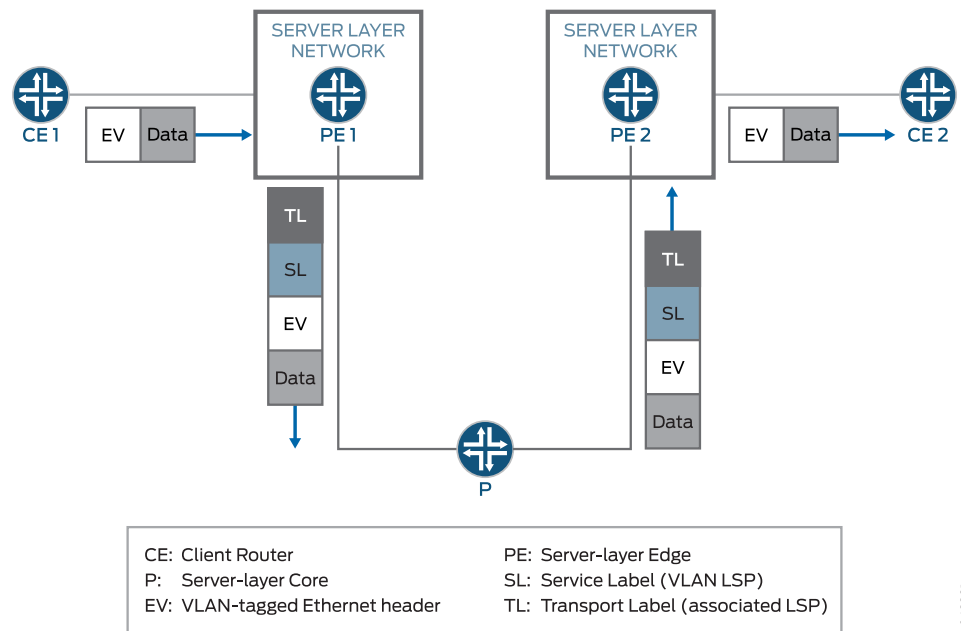 SERVER LAYER
NETWORK
SERVER LAYER
NETWORK
CE 1
EV Data
PE 1
PE 2
EV Data
CE 2
TL
SL
EV
Data
TL
SL
EV
Data
P
CE: Client Router
P: Server-layer Core
EV: VLAN-tagged Ethernet header
PE: Server-layer Edge
SL: Service Label (VLAN LSP)
TL: Transport Label (associated LSP)